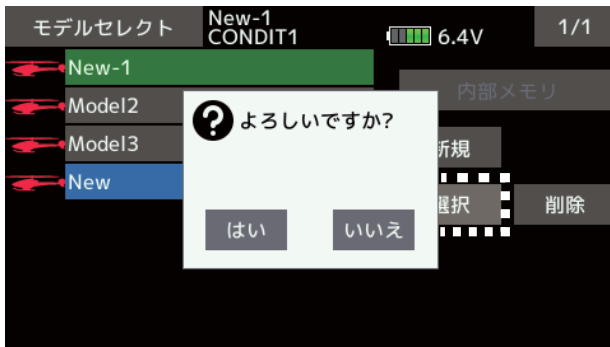 モデルセレクト
New-1
CONDIT1
6.4V
1/1
New-1
内部メモリ
Model2
よろしいですか?
Model3
新規
New
選択
削除
はい
いいえ